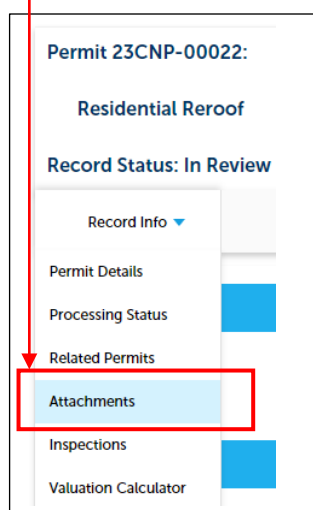 Permit 23CNP-00022:
Residential Reroof
Record Status: In Review
Record Info
Permit Details
Processing Status
Related Permits
Attachments
Inspections
Valuation Calculator